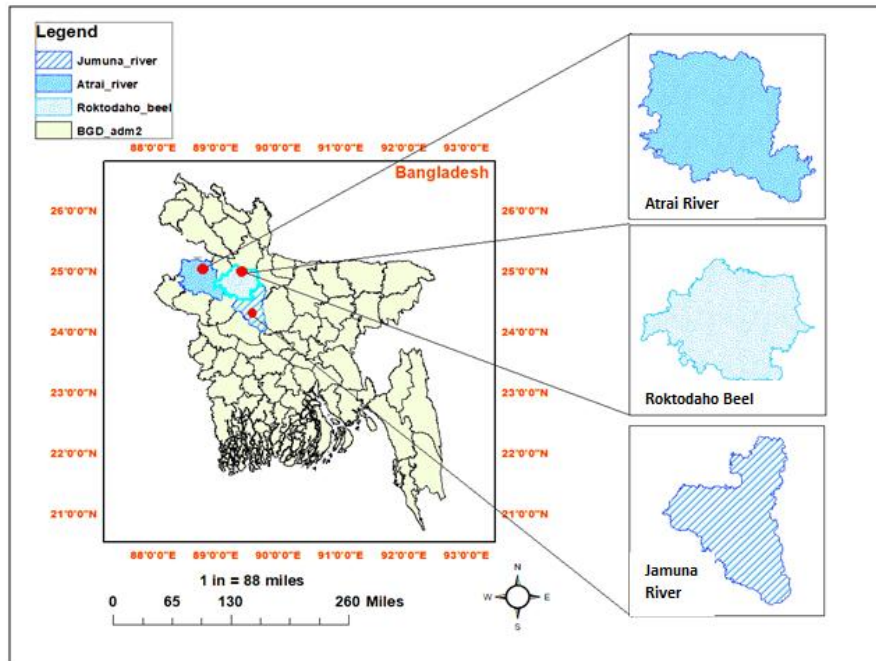 Legend
Jumuna_river
Atrai_river
Roktodaho_beel
BGD_adm2
88°0'0"E 89°0'0"E 90°0'0"E 91°0'0"E 92°0'0"E 93°0'0"E
Bangladesh
26°0'0"N 26°0'0"N
25°0'0"N 25°0'0"N
24°0'0"N 24°0'0"N
23°0'0"N 23°0'0"N
22°0'0"N 22°0'0"N
21°0'0"N 21°0'0"N
88°0'0"E 89°0'0"E 90°0'0"E 91°0'0"E 92°0'0"E 93°0'0"E
1 in = 88 miles
0 65 130 260 Miles
N
W E
S
Atrai River
Roktodaho Beel
Jamuna
River